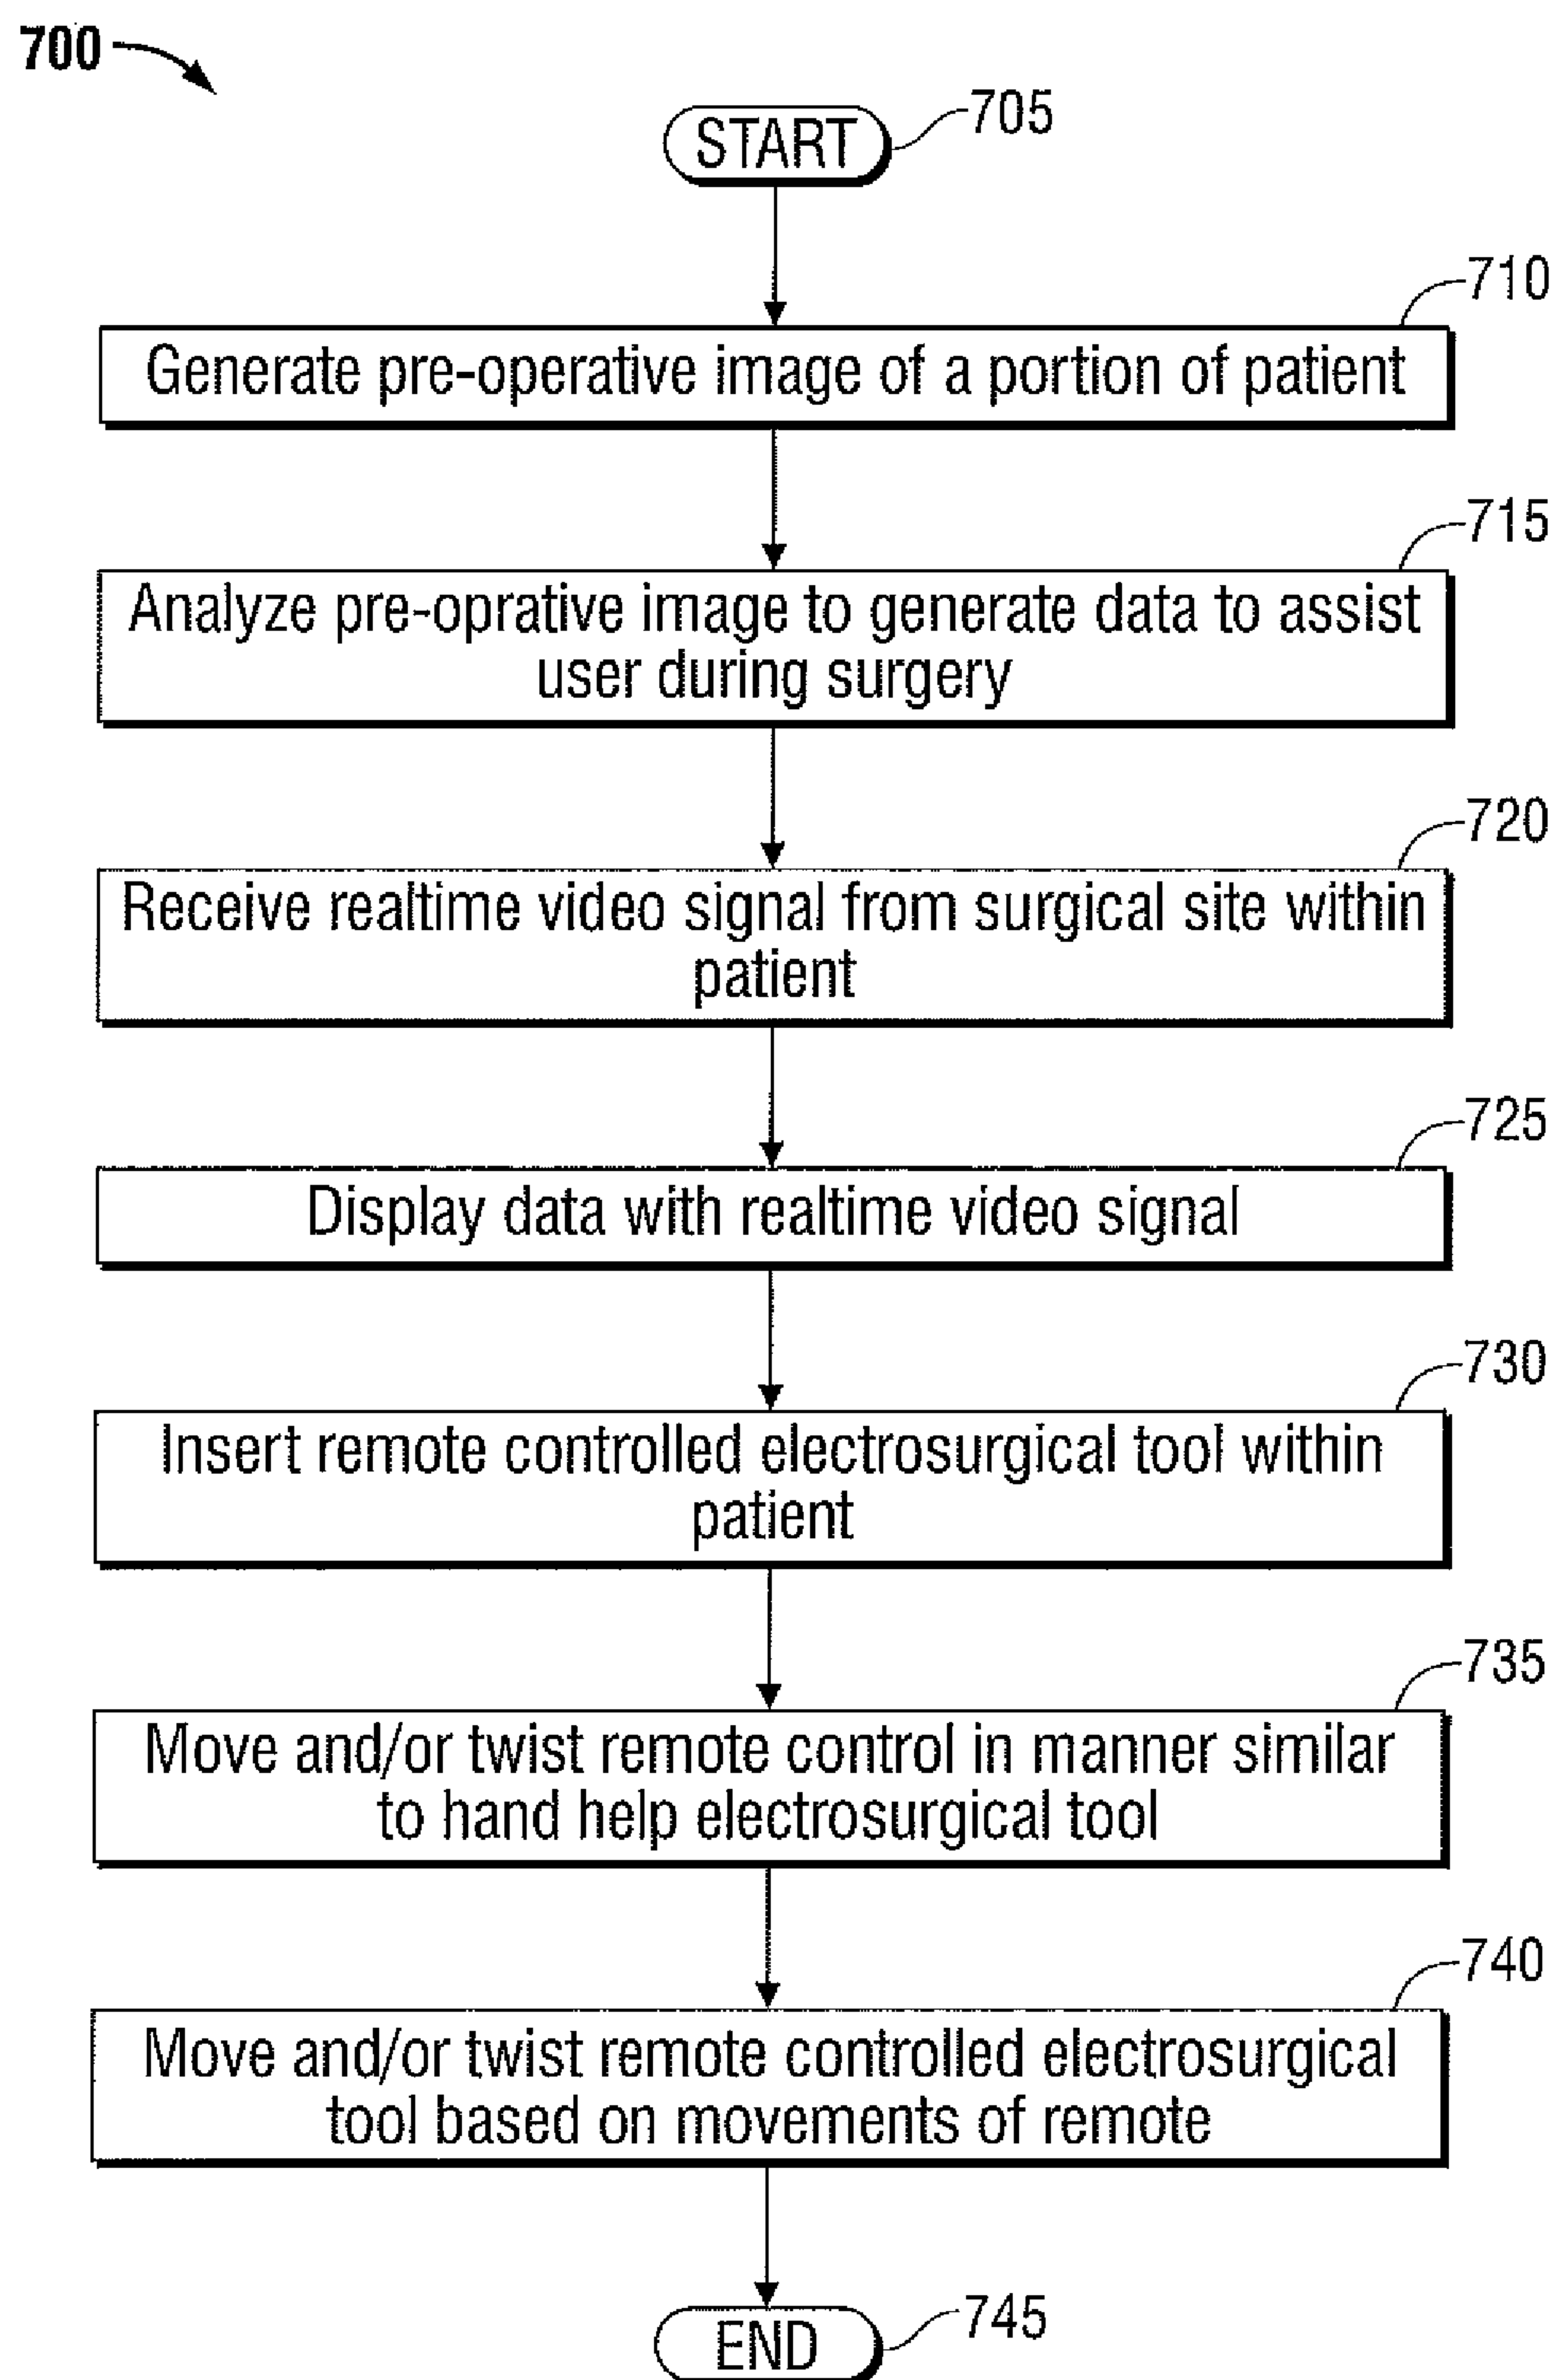 700
START
705
710
Generate pre-operative image of a portion of patient
715
Analyze pre-oprative image to generate data to assist
user during surgery
720
Receive realtime video signal from surgical site within
patient
725
Display data with realtime video signal
730
Insert remote controlled electrosurgical tool within
patient
735
Move and/or twist remote control in manner similar
to hand help electrosurgical tool
740
Move and/or twist remote controlled electrosurgical
tool based on movements of remote
END
745